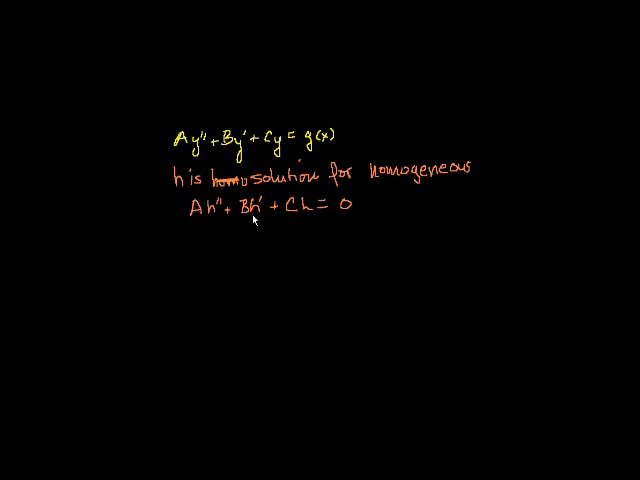 Ay'' + By' + Cy = g(x)
h is solution for homogeneous
Ah'' + Bh' + Ch = 0